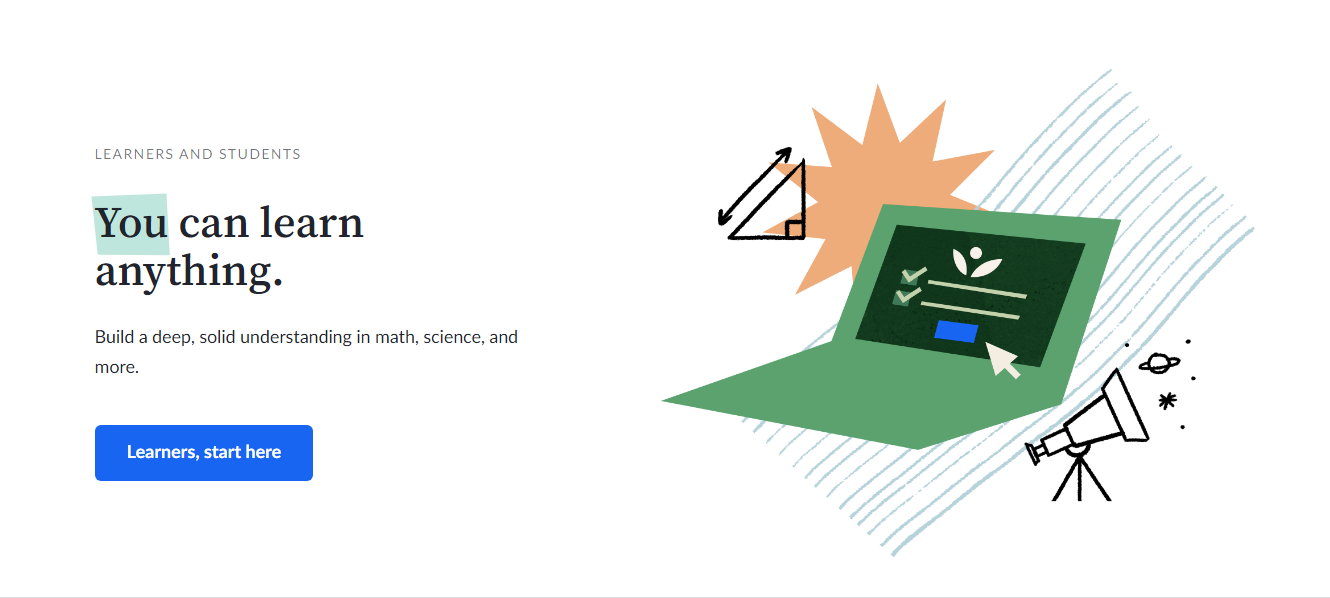 LEARNERS AND STUDENTS
You can learn
anything.
Build a deep, solid understanding in math, science, and
more.
Learners, start here